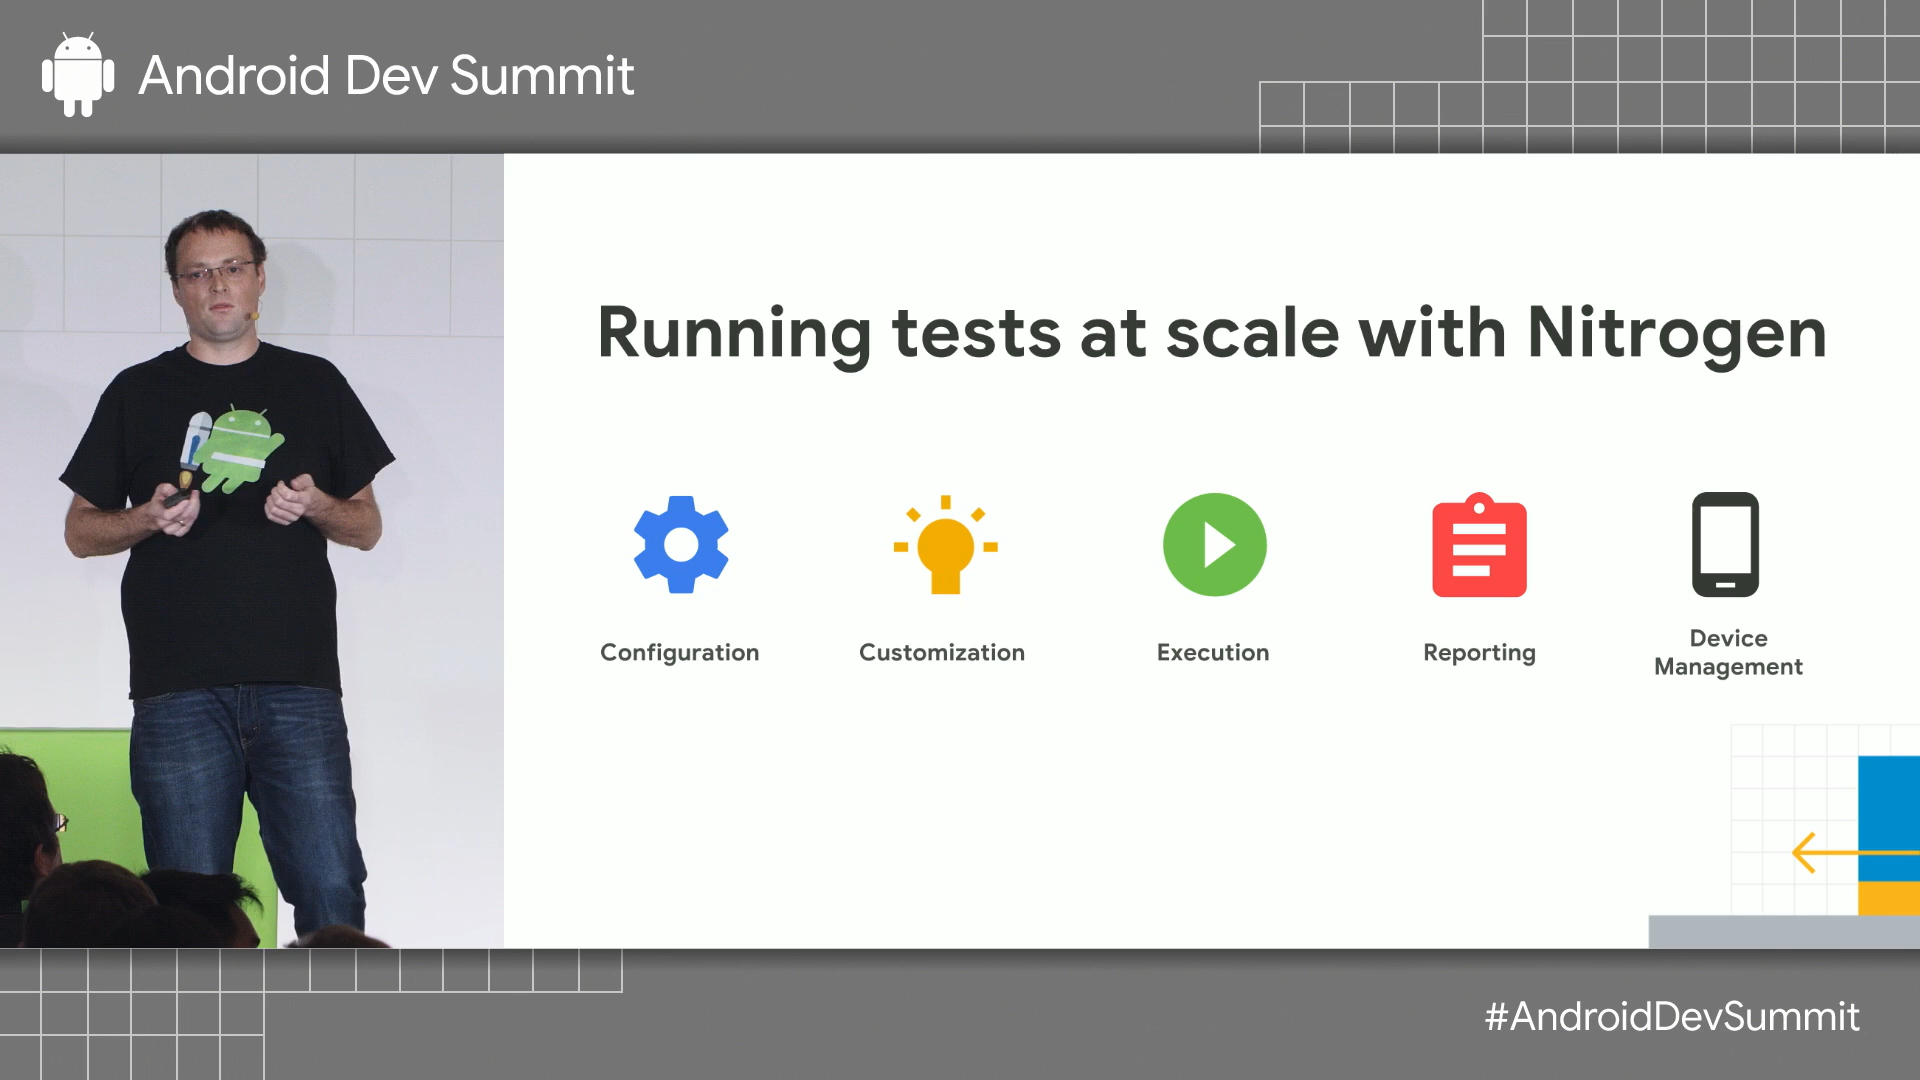 Android Dev Summit
Running tests at scale with Nitrogen
Configuration
Customization
Execution
Reporting
Device
Management
#AndroidDevSummit